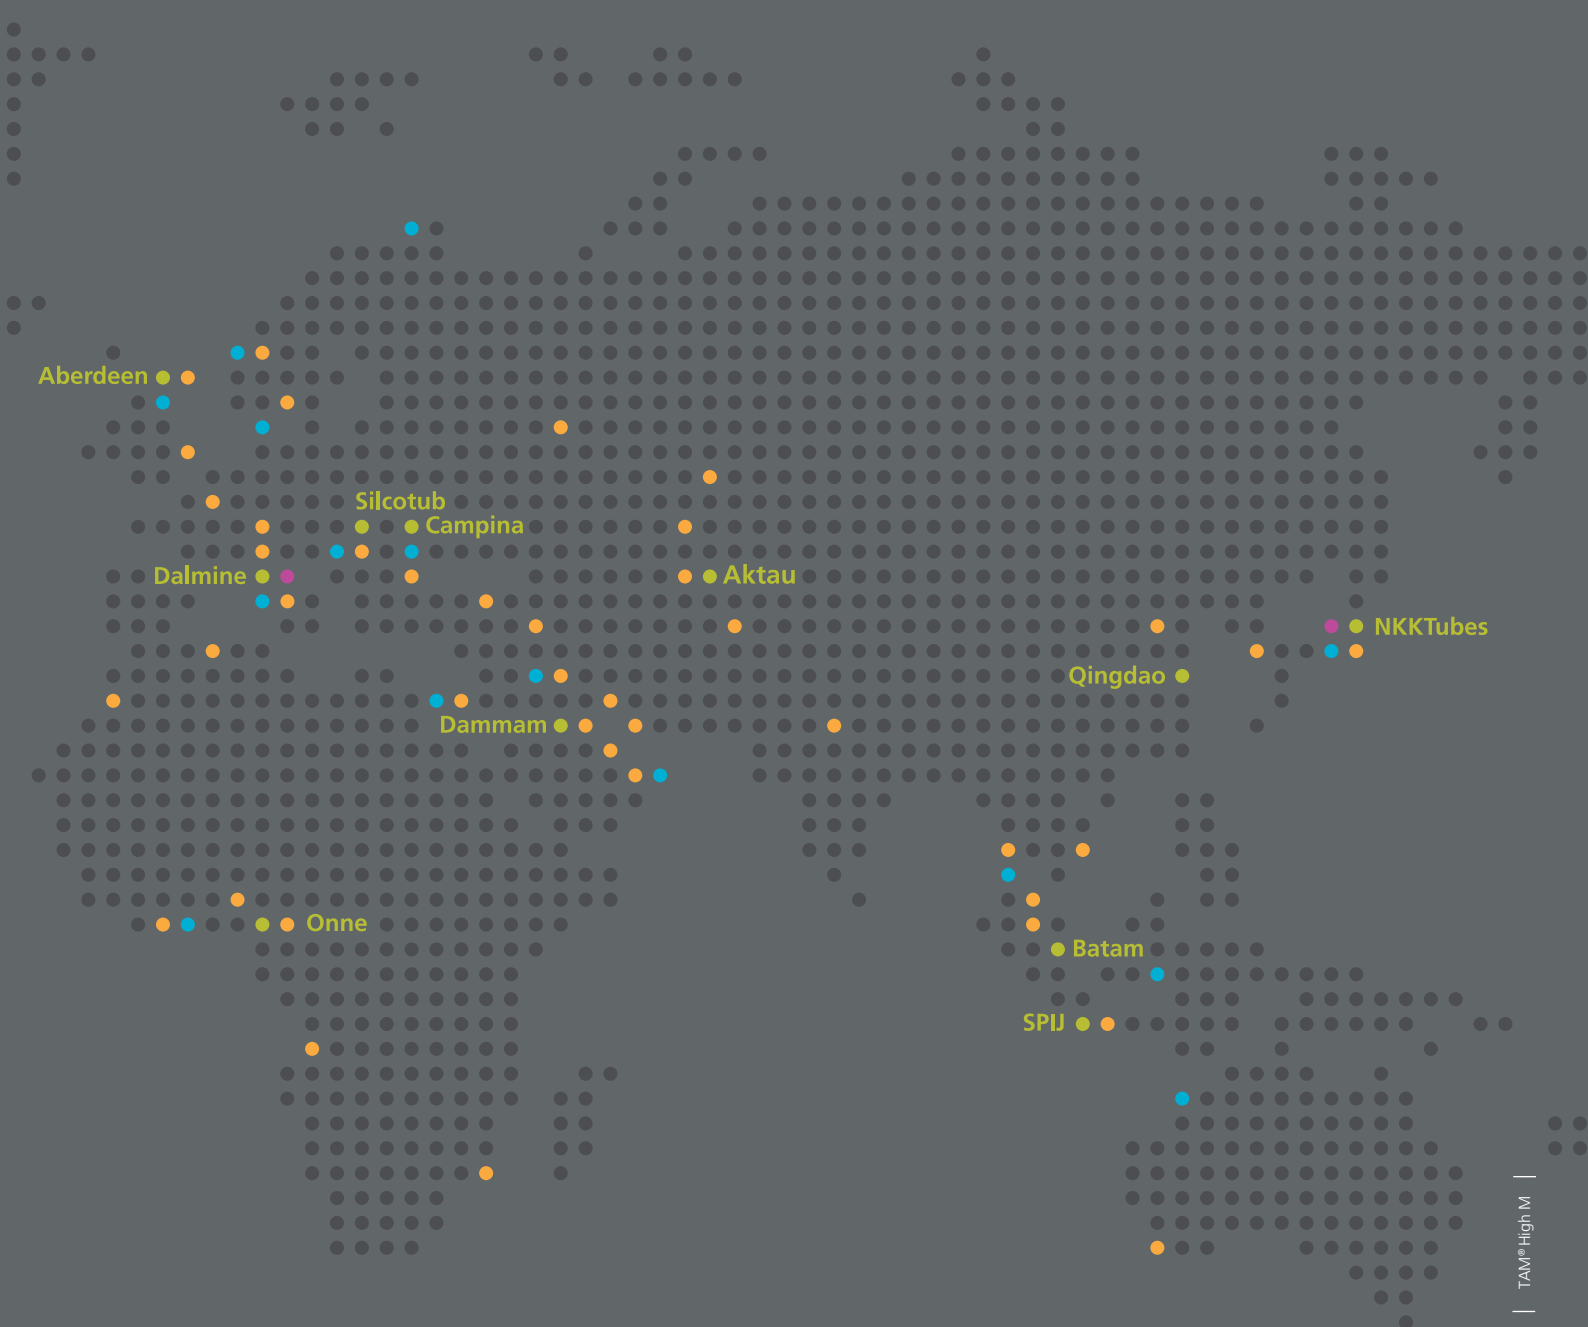 Aberdeen
Silcotub
Campina
Dalmine
Aktau
NKKTubes
Qingdao
Dammam
Onne
Batam
SPIJ
TAM® High M